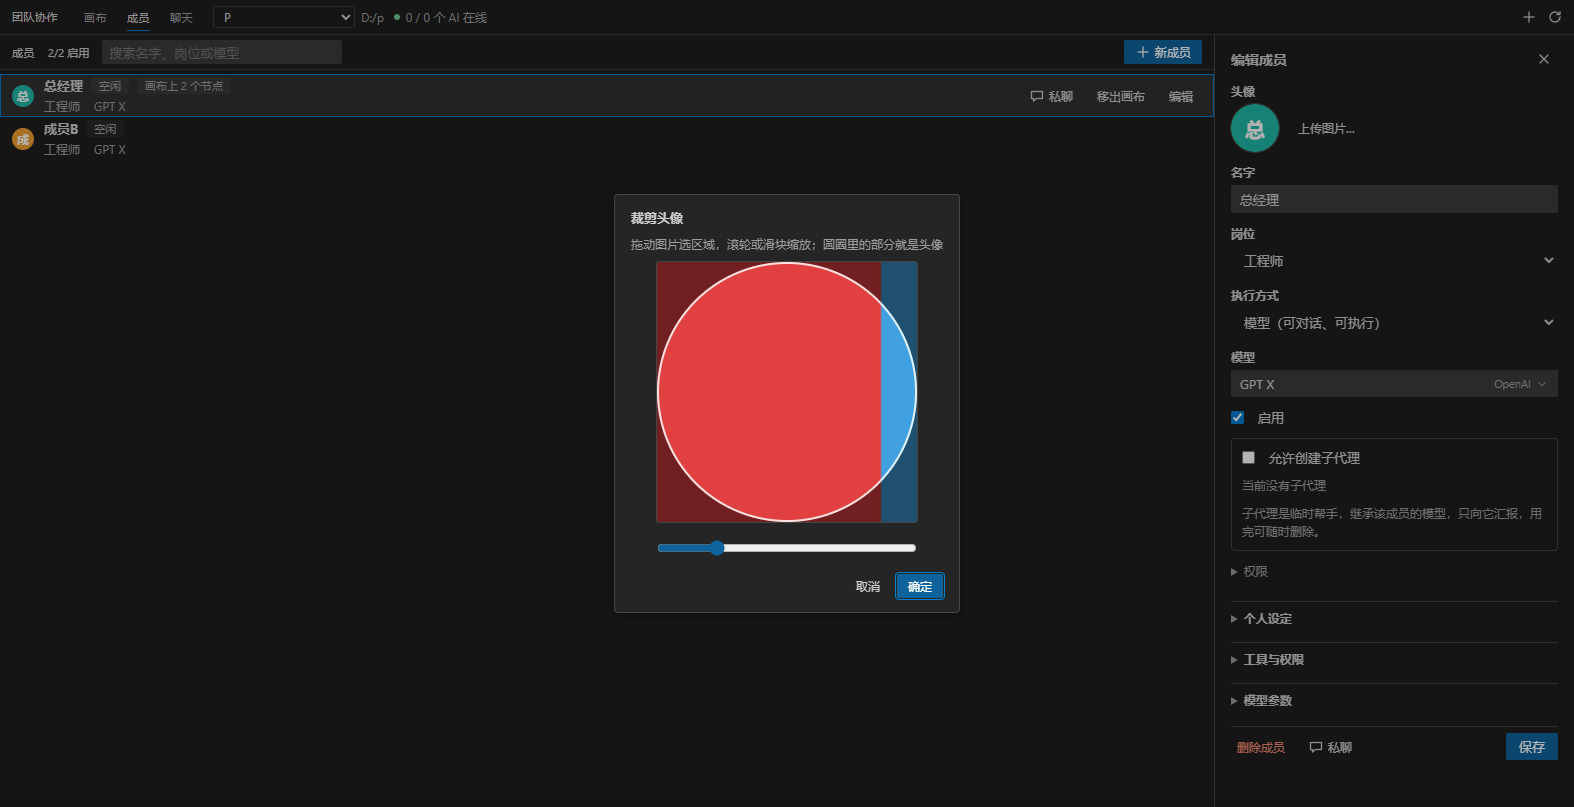 团队协作 画布 成员 聊天 P D:/p 0 / 0 个 AI 在线
成员 2/2 启用 搜索名字、岗位或模型 新成员
总 总经理 空闲 画布上 2 个节点
工程师 GPT X
私聊 移出画布 编辑
成 成员B 空闲
工程师 GPT X
裁剪头像
拖动图片选区域，滚轮或滑块缩放；圆圈里的部分就是头像
取消 确定
编辑成员
头像
总 上传图片...
名字
总经理
岗位
工程师
执行方式
模型（可对话、可执行）
模型
GPT X OpenAI
启用
允许创建子代理
当前没有子代理
子代理是临时帮手，继承该成员的模型，只向它汇报，用
完可随时删除。
权限
个人设定
工具与权限
模型参数
删除成员 私聊 保存